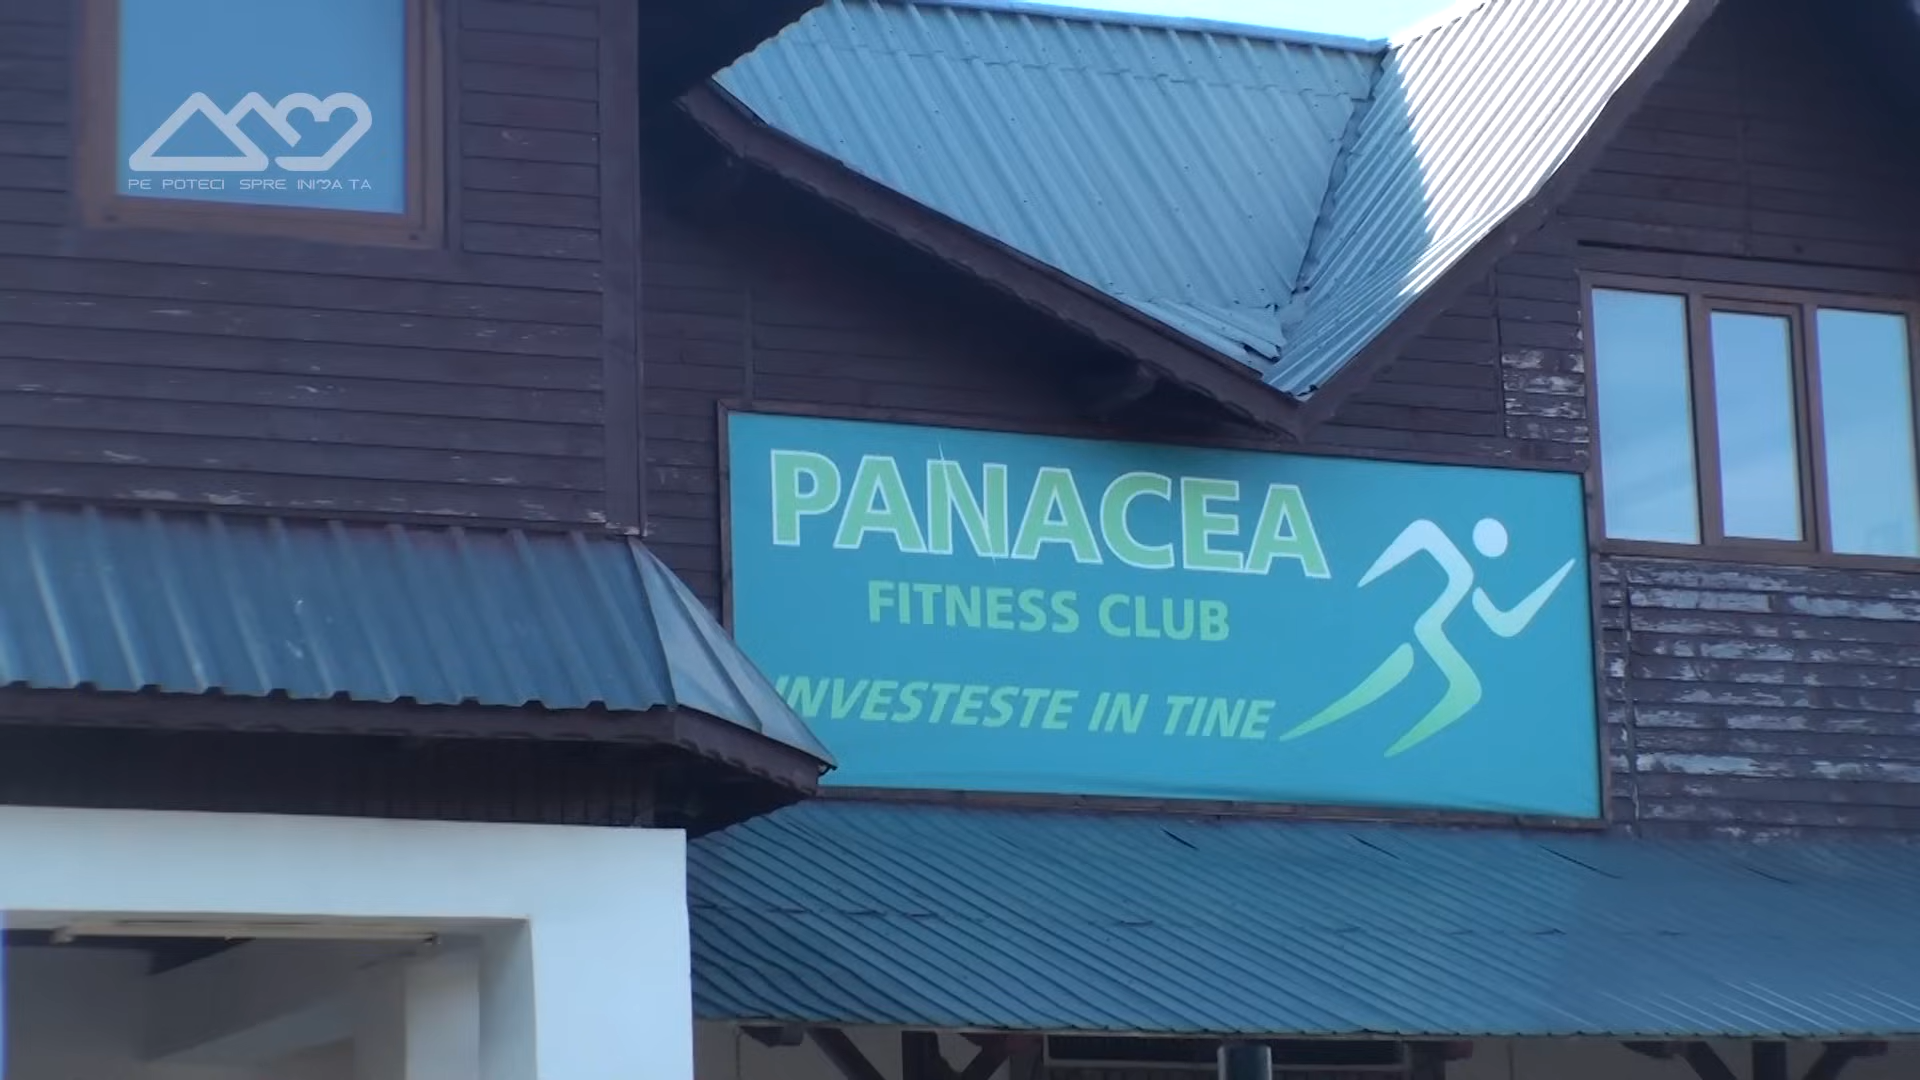 PE POTECI SPRE INIMA TA
PANACEA
FITNESS CLUB
INVESTESTE IN TINE